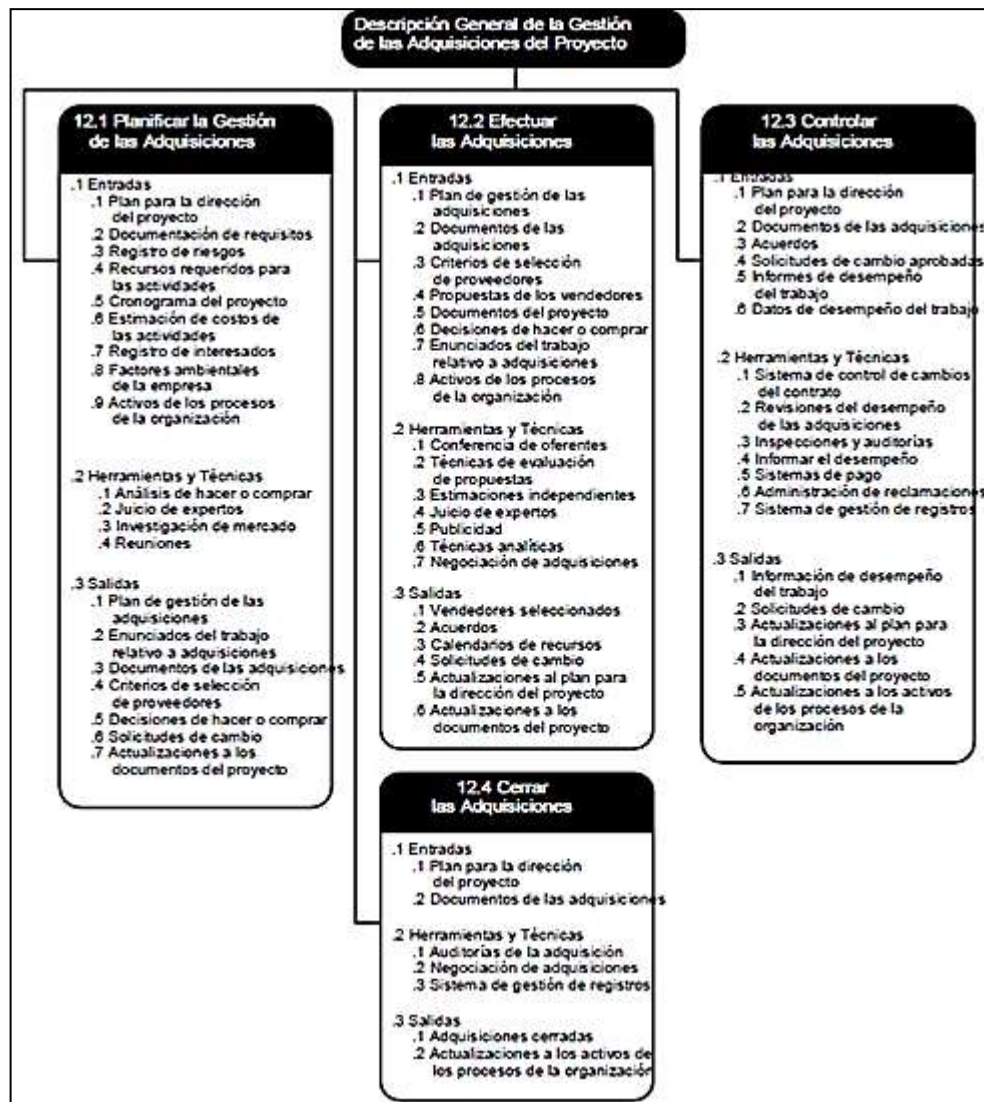 Descripción General de la Gestión
de las Adquisiciones del Proyecto
12.1 Planificar la Gestión
de las Adquisiciones
.1 Entradas
.1 Plan para la dirección
del proyecto
.2 Documentación de requisitos
.3 Registro de riesgos
.4 Recursos requeridos para
las actividades
.5 Cronograma del proyecto
.6 Estimación de costos de
las actividades
.7 Registro de interesados
.8 Factores ambientales
de la empresa
.9 Activos de los procesos
de la organización
.2 Herramientas y Técnicas
.1 Análisis de hacer o comprar
.2 Juicio de expertos
.3 Investigación de mercado
.4 Reuniones
.3 Salidas
.1 Plan de gestión de las
adquisiciones
.2 Enunciados del trabajo
relativo a adquisiciones
.3 Documentos de las adquisiciones
.4 Criterios de selección
de proveedores
.5 Decisiones de hacer o comprar
.6 Solicitudes de cambio
.7 Actualizaciones a los
documentos del proyecto
12.2 Efectuar
las Adquisiciones
.1 Entradas
.1 Plan de gestión de las
adquisiciones
.2 Documentos de las
adquisiciones
.3 Criterios de selección
de proveedores
.4 Propuestas de los vendedores
.5 Documentos del proyecto
.6 Decisiones de hacer o comprar
.7 Enunciados del trabajo
relativo a adquisiciones
.8 Activos de los procesos
de la organización
.2 Herramientas y Técnicas
.1 Conferencia de oferentes
.2 Técnicas de evaluación
de propuestas
.3 Estimaciones independientes
.4 Juicio de expertos
.5 Publicidad
.6 Técnicas analíticas
.7 Negociación de adquisiciones
.3 Salidas
.1 Vendedores seleccionados
.2 Acuerdos
.3 Calendarios de recursos
.4 Solicitudes de cambio
.5 Actualizaciones al plan para
la dirección del proyecto
.6 Actualizaciones a los
documentos del proyecto
12.3 Controlar
las Adquisiciones
.1 Entradas
.1 Plan para la dirección
del proyecto
.2 Documentos de las adquisiciones
.3 Acuerdos
.4 Solicitudes de cambio aprobadas
.5 Informes de desempeño
del trabajo
.6 Datos de desempeño del trabajo
.2 Herramientas y Técnicas
.1 Sistema de control de cambios
del contrato
.2 Revisiones del desempeño
de las adquisiciones
.3 Inspecciones y auditorías
.4 Informar el desempeño
.5 Sistemas de pago
.6 Administración de reclamaciones
.7 Sistema de gestión de registros
.3 Salidas
.1 Información de desempeño
del trabajo
.2 Solicitudes de cambio
.3 Actualizaciones al plan para
la dirección del proyecto
.4 Actualizaciones a los
documentos del proyecto
.5 Actualizaciones a los activos
de los procesos de la
organización
12.4 Cerrar
las Adquisiciones
.1 Entradas
.1 Plan para la dirección
del proyecto
.2 Documentos de las adquisiciones
.2 Herramientas y Técnicas
.1 Auditorías de la adquisición
.2 Negociación de adquisiciones
.3 Sistema de gestión de registros
.3 Salidas
.1 Adquisiciones cerradas
.2 Actualizaciones a los activos de
los procesos de la organización